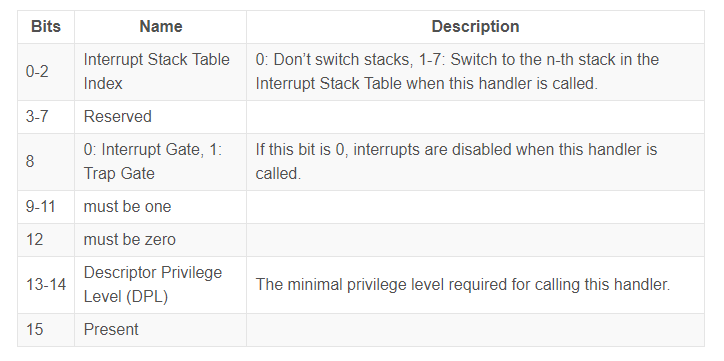 Bits Name Description
0-2 Interrupt Stack Table Index 0: Don’t switch stacks, 1-7: Switch to the n-th stack in the Interrupt Stack Table when this handler is called.
3-7 Reserved
8 0: Interrupt Gate, 1: Trap Gate If this bit is 0, interrupts are disabled when this handler is called.
9-11 must be one
12 must be zero
13-14 Descriptor Privilege Level (DPL) The minimal privilege level required for calling this handler.
15 Present